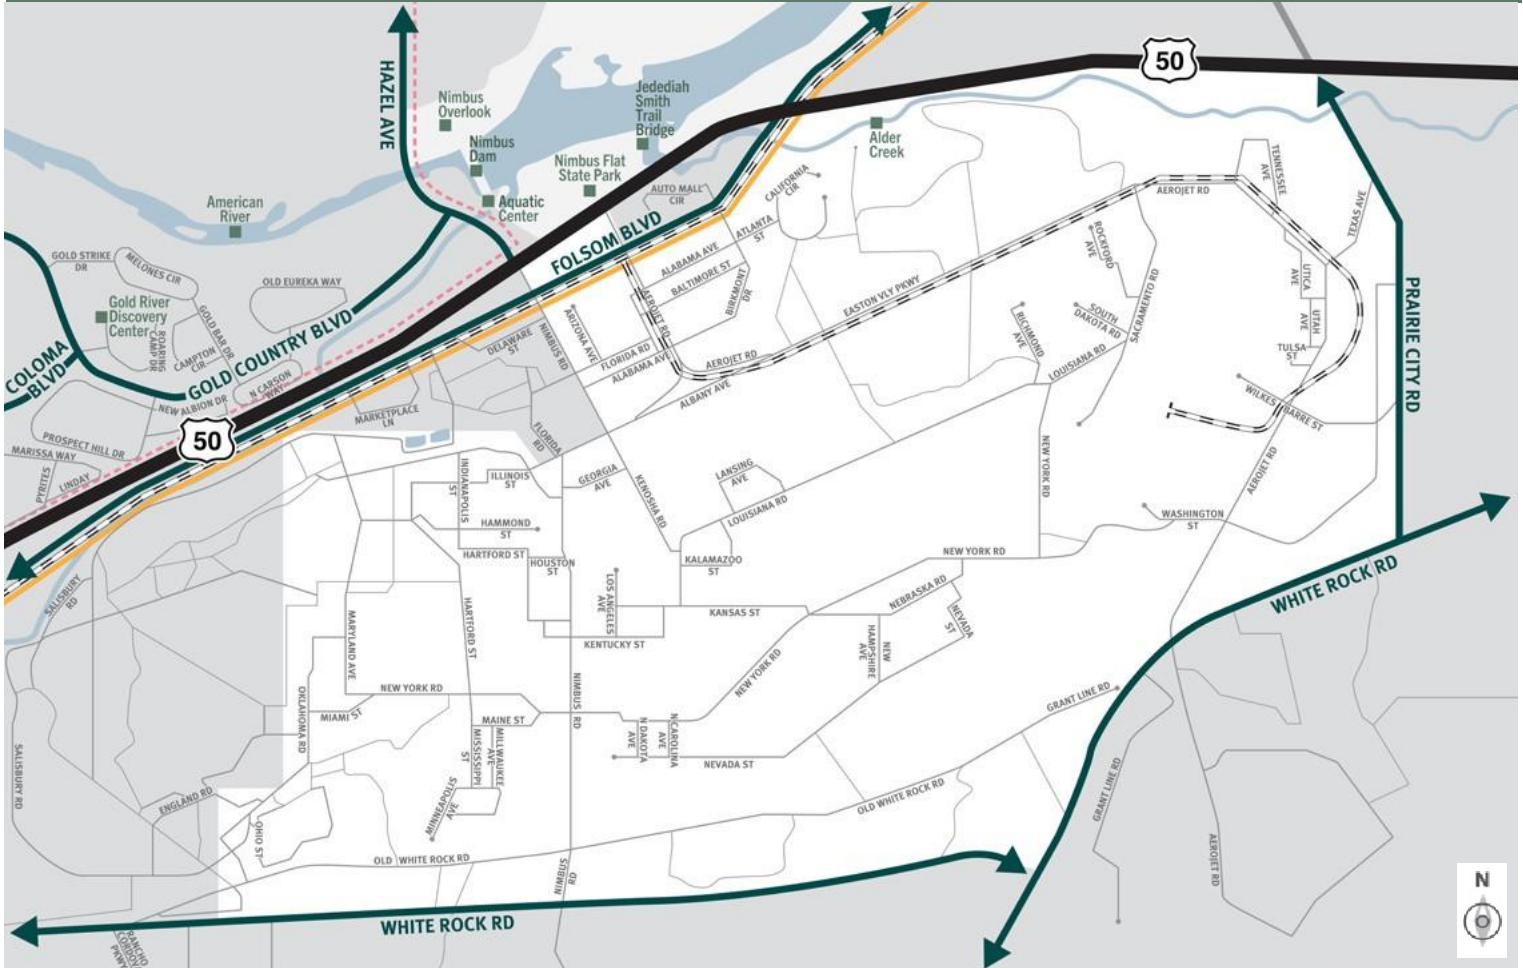 50
HAZEL AVE
Nimbus
Overlook
Nimbus
Dam
Jedediah
Smith
Trail
Bridge
Nimbus Flat
State Park
Aquatic
Center
Alder
Creek
American
River
AUTO MALL
CIR
CALIFORNIA
CIR
FOLSOM BLVD
ALABAMA AVE
ATLANTA
ST
BALTIMORE ST
BIRKMONT
DR
AEROJET RD
TENNESSEE
AVE
AEROJET RD
TEXAS AVE
ROCKFORD
AVE
UTICA
AVE
UTAH
AVE
TULSA
ST
PRAIRIE CITY RD
SACRAMENTO RD
SOUTH
DAKOTA RD
RICHMOND
AVE
EASTON VLY PKWY
LOUISIANA RD
WILKES BARRE ST
GOLD STRIKE
DR
MELONES CIR
OLD EUREKA WAY
Gold River
Discovery
Center
GOLD BAR DR
ROARING
CAMP DR
CAMPTON
CIR
GOLD COUNTRY BLVD
COLOMA
BLVD
N CARSON
WAY
NEW ALBION DR
PROSPECT HILL DR
MARISSA WAY
PYRITES
LINDAY
50
MARKETPLACE
LN
DELAWARE
ST
NIMBUS RD
ARIZONA AVE
FLORIDA RD
ALABAMA AVE
AEROJET RD
ALBANY AVE
FLORIDA
RD
GEORGIA
AVE
KENOSHA RD
LANSING
AVE
LOUISIANA RD
INDIANAPOLIS
ST
ILLINOIS
ST
HAMMOND
ST
HARTFORD ST
HOUSTON
ST
KALAMAZOO
ST
NEW YORK RD
AEROJET RD
WASHINGTON
ST
NEW YORK RD
WHITE ROCK RD
SALISBURY
RD
MARYLAND AVE
HARTFORD ST
LOS ANGELES
AVE
KENTUCKY ST
KANSAS ST
NEBRASKA RD
NEVADA
ST
NEW
HAMPSHIRE
AVE
NEW YORK RD
NEW YORK RD
MIAMI ST
OKLAHOMA RD
MAINE ST
NIMBUS RD
N DAKOTA
AVE
N CAROLINA
AVE
NEVADA ST
MISSISSIPPI
ST
MILLWAUKEE
AVE
MINNEAPOLIS
AVE
GRANT LINE RD
GRANT LINE RD
SALISBURY RD
ENGLAND RD
OHIO ST
OLD WHITE ROCK RD
OLD WHITE ROCK RD
NIMBUS
RD
AEROJET RD
WHITE ROCK RD
RANCHO
CORDOVA
PKWY
N